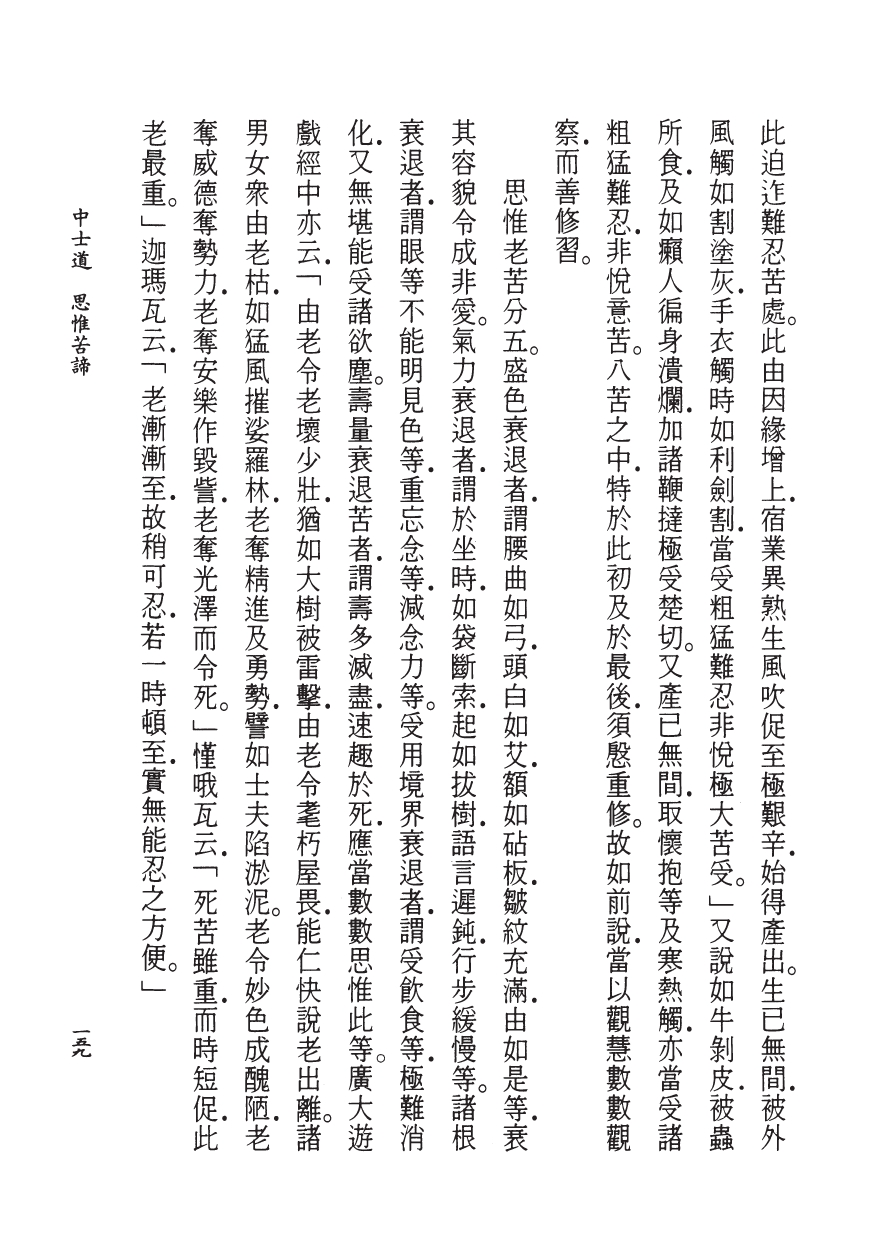 此迫迮難忍苦處。此由因緣增上．宿業異熟生風吹促至極艱辛．始得產出。生已無間．被外
風觸如割塗灰．手衣觸時如利劍割．當受粗猛難忍非悅極大苦受。」又說如牛剝皮．被蟲
所食．及如癩人徧身潰爛．加諸鞭撻極受楚切。又產已無間．取懷抱等及寒熱觸．亦當受諸
粗猛難忍．非悅意苦。八苦之中．特於此初及於最後．須慇重修。故如前說．當以觀慧數數觀
察．而善修習。
思惟老苦分五。盛色衰退者．謂腰曲如弓．頭白如艾．額如砧板．皺紋充滿．由如是等．衰
其容貌令成非愛。氣力衰退者．謂於坐時．如袋斷索．起如拔樹．語言遲鈍．行步緩慢等。諸根
衰退者．謂眼等不能明見色等．重忘念等．減念力等。受用境界衰退者．謂受飲食等．極難消
化．又無堪能受諸欲塵。壽量衰退苦者．謂壽多滅盡．速趣於死．應當數數思惟此等。廣大遊
戲經中亦云．「由老令老壞少壯．猶如大樹被雷擊．由老令耄朽屋畏．能仁快說老出離。諸
男女衆由老枯．如猛風摧娑羅林．老奪精進及勇勢．譬如士夫陷淤泥。老令妙色成醜陋．老
奪威德奪勢力．老奪安樂作毀訾．老奪光澤而令死。」慬哦瓦云．「死苦雖重．而時短促．此
老最重。」迦瑪瓦云．「老漸漸至．故稍可忍．若一時頓至．實無能忍之方便。」
中士道　思惟苦諦
一五九